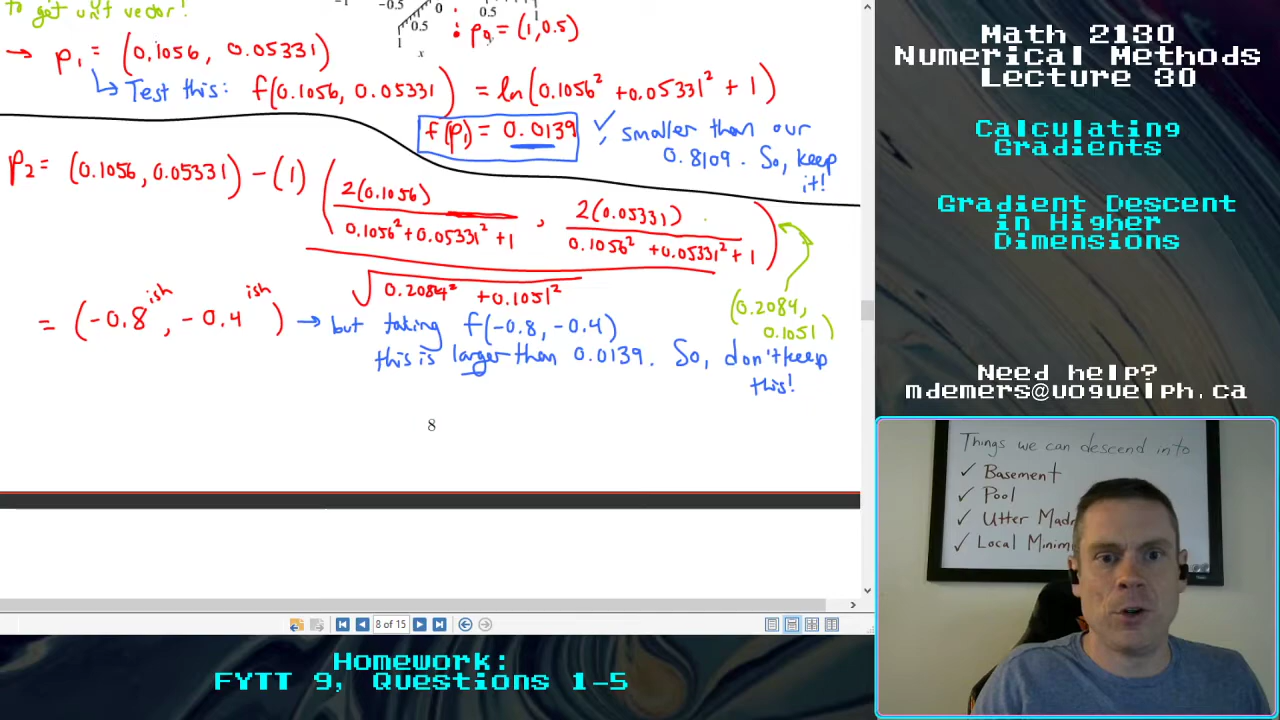 to get unit vector!
-1
-0.5
0
0.5
1
0.5
1
x
p0 = (1, 0.5)
→ p1 = (0.1056, 0.05331)
↳ Test this: f(0.1056, 0.05331) = ln(0.1056² + 0.05331² + 1)
f(p1) = 0.0139 ✓ smaller than our
0.8109. So, keep
it!
p2 = (0.1056, 0.05331) - (1) (2(0.1056) / 0.1056² + 0.05331² + 1 , 2(0.05331) / 0.1056² + 0.05331² + 1)
√0.2084² + 0.1051²
(0.2084,
0.1051)
= (-0.8ish, -0.4ish) → but taking f(-0.8, -0.4)
this is larger than 0.0139. So, don't keep
this!
8
8 of 15
Math 2130
Numerical Methods
Lecture 30
Calculating
Gradients
Gradient Descent
in Higher
Dimensions
Need help?
mdemers@uoguelph.ca
Things we can descend into
✓ Basement
✓ Pool
✓ Utter Mad
✓ Local Minim
Homework:
FYTT 9, Questions 1-5